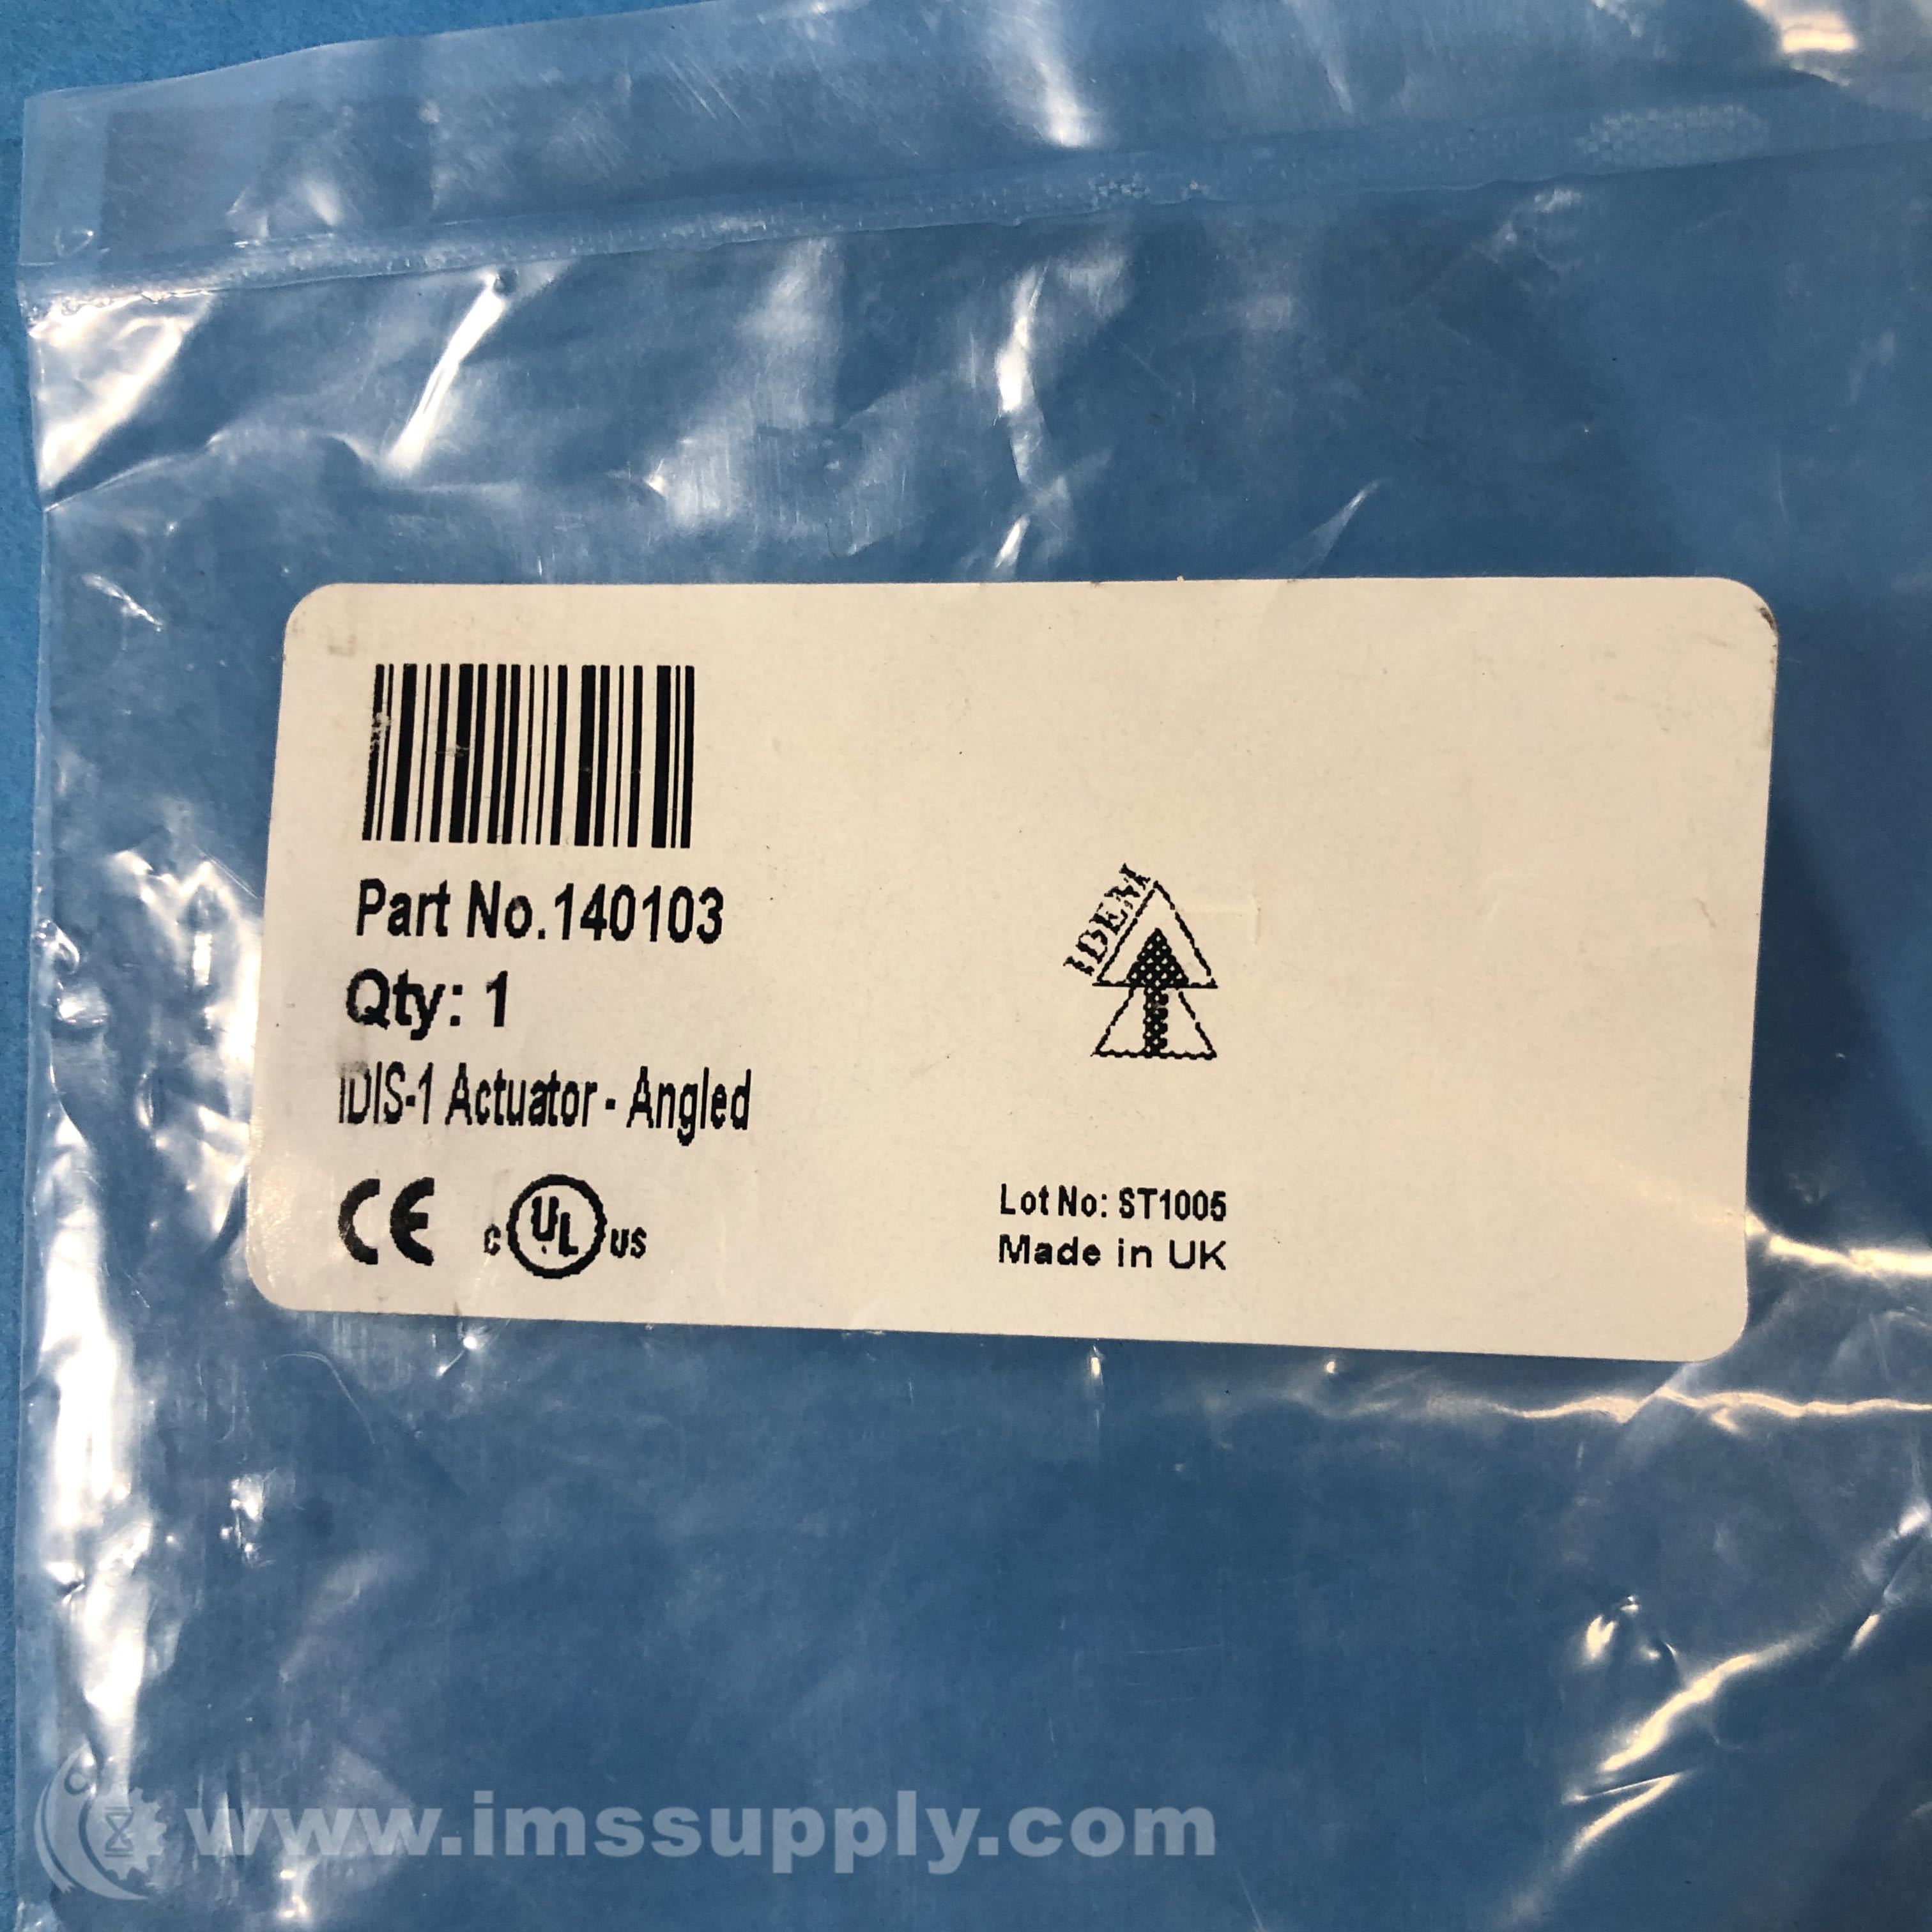 Part No.140103
Qty: 1
IDIS-1 Actuator - Angled
CE c UL us
IDEM
Lot No: ST1005
Made in UK
www.imssupply.com